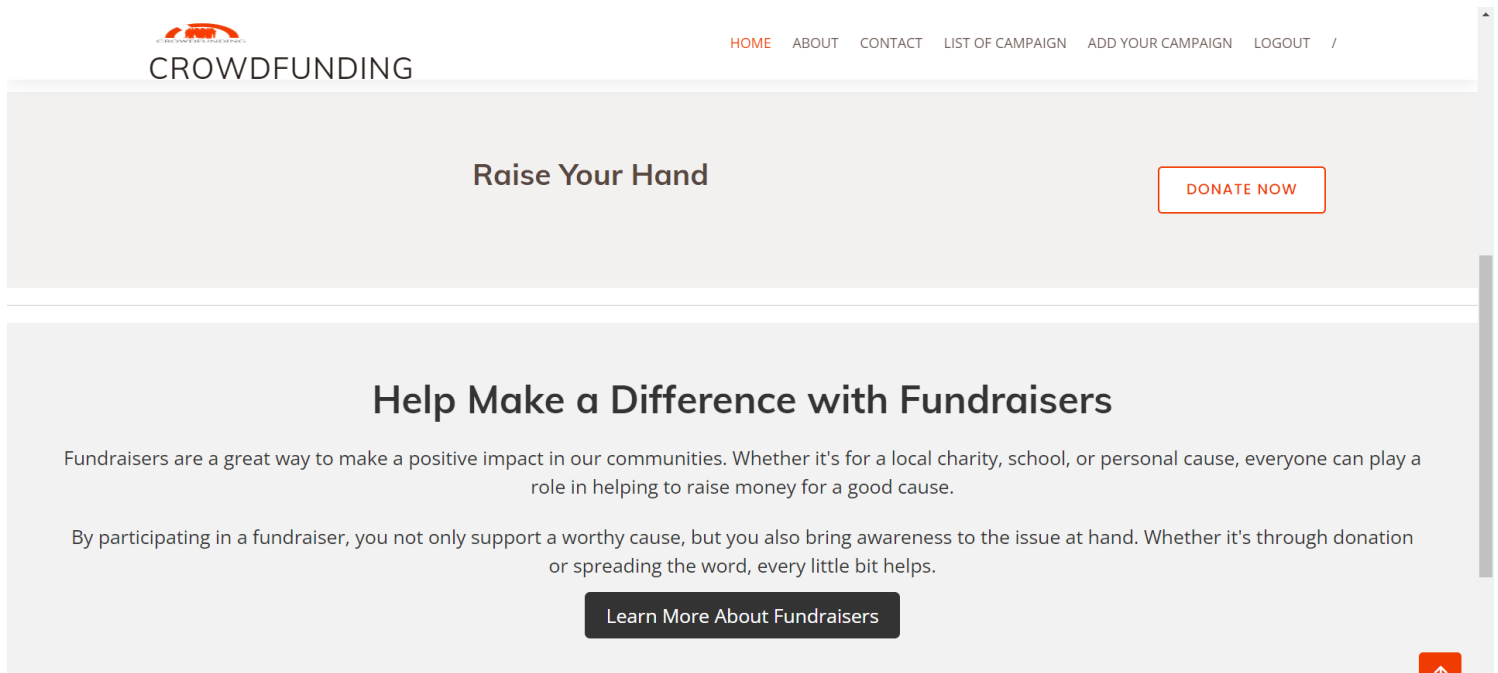 CROWDFUNDING
CROWDFUNDING
HOME ABOUT CONTACT LIST OF CAMPAIGN ADD YOUR CAMPAIGN LOGOUT /
Raise Your Hand
DONATE NOW
Help Make a Difference with Fundraisers
Fundraisers are a great way to make a positive impact in our communities. Whether it's for a local charity, school, or personal cause, everyone can play a
role in helping to raise money for a good cause.
By participating in a fundraiser, you not only support a worthy cause, but you also bring awareness to the issue at hand. Whether it's through donation
or spreading the word, every little bit helps.
Learn More About Fundraisers